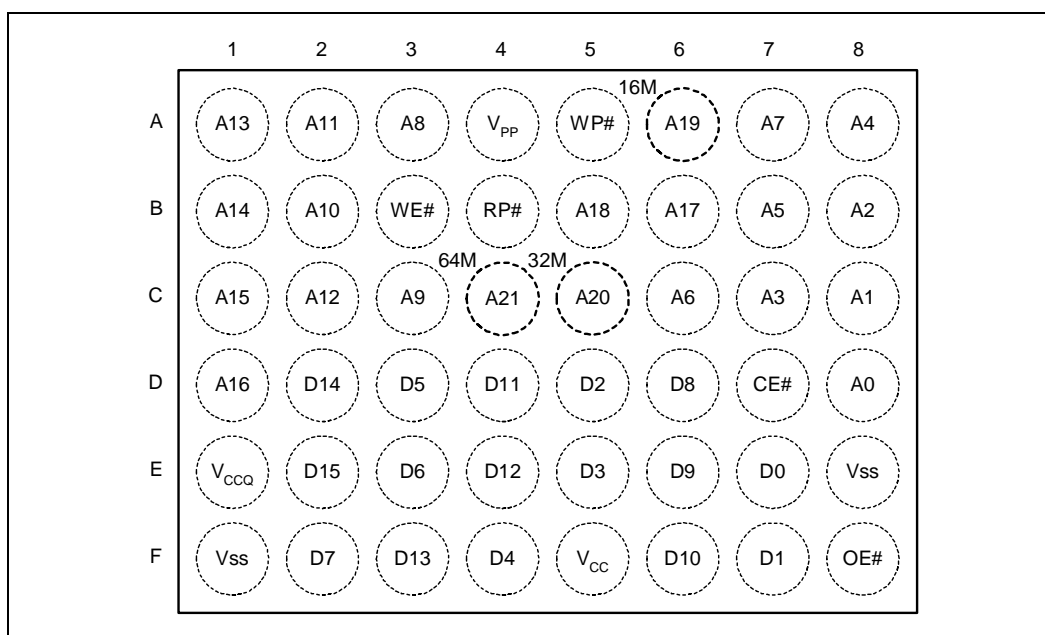 1 2 3 4 5 6 7 8
16M
A A13 A11 A8 VPP WP# A19 A7 A4
B A14 A10 WE# RP# A18 A17 A5 A2
64M 32M
C A15 A12 A9 A21 A20 A6 A3 A1
D A16 D14 D5 D11 D2 D8 CE# A0
E VCCQ D15 D6 D12 D3 D9 D0 Vss
F Vss D7 D13 D4 VCC D10 D1 OE#